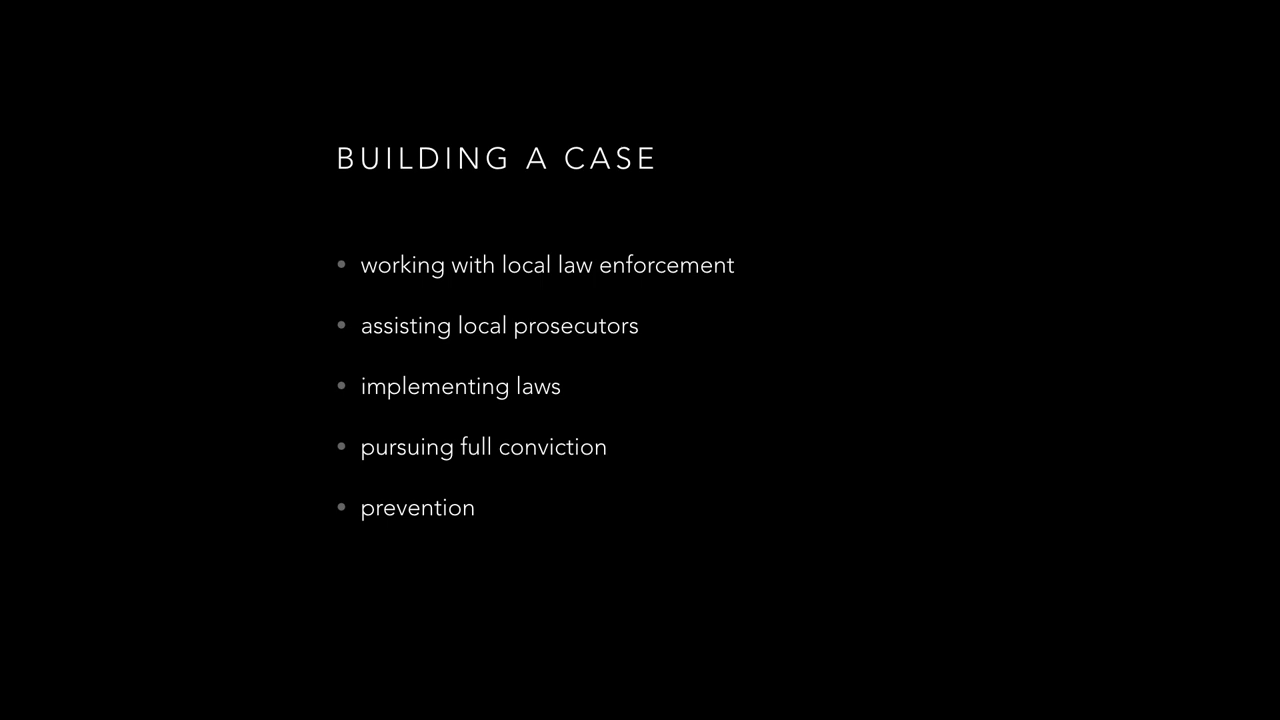 BUILDING A CASE
• working with local law enforcement
• assisting local prosecutors
• implementing laws
• pursuing full conviction
• prevention